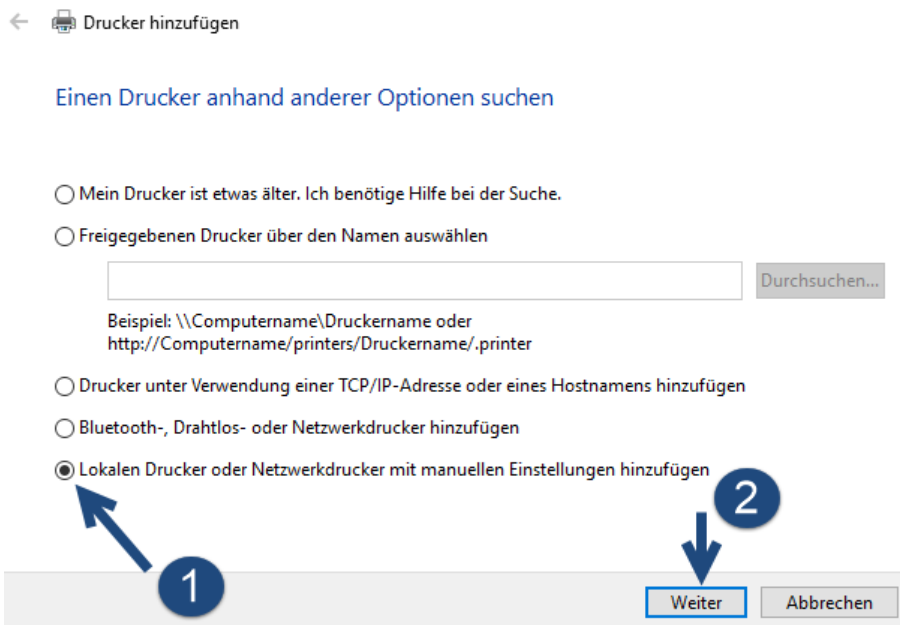 Drucker hinzufügen
Einen Drucker anhand anderer Optionen suchen
Mein Drucker ist etwas älter. Ich benötige Hilfe bei der Suche.
Freigegebenen Drucker über den Namen auswählen
Durchsuchen...
Beispiel: \\Computername\Druckername oder
http://Computername/printers/Druckername/.printer
Drucker unter Verwendung einer TCP/IP-Adresse oder eines Hostnamens hinzufügen
Bluetooth-, Drahtlos- oder Netzwerkdrucker hinzufügen
Lokalen Drucker oder Netzwerkdrucker mit manuellen Einstellungen hinzufügen
2
1
Weiter Abbrechen